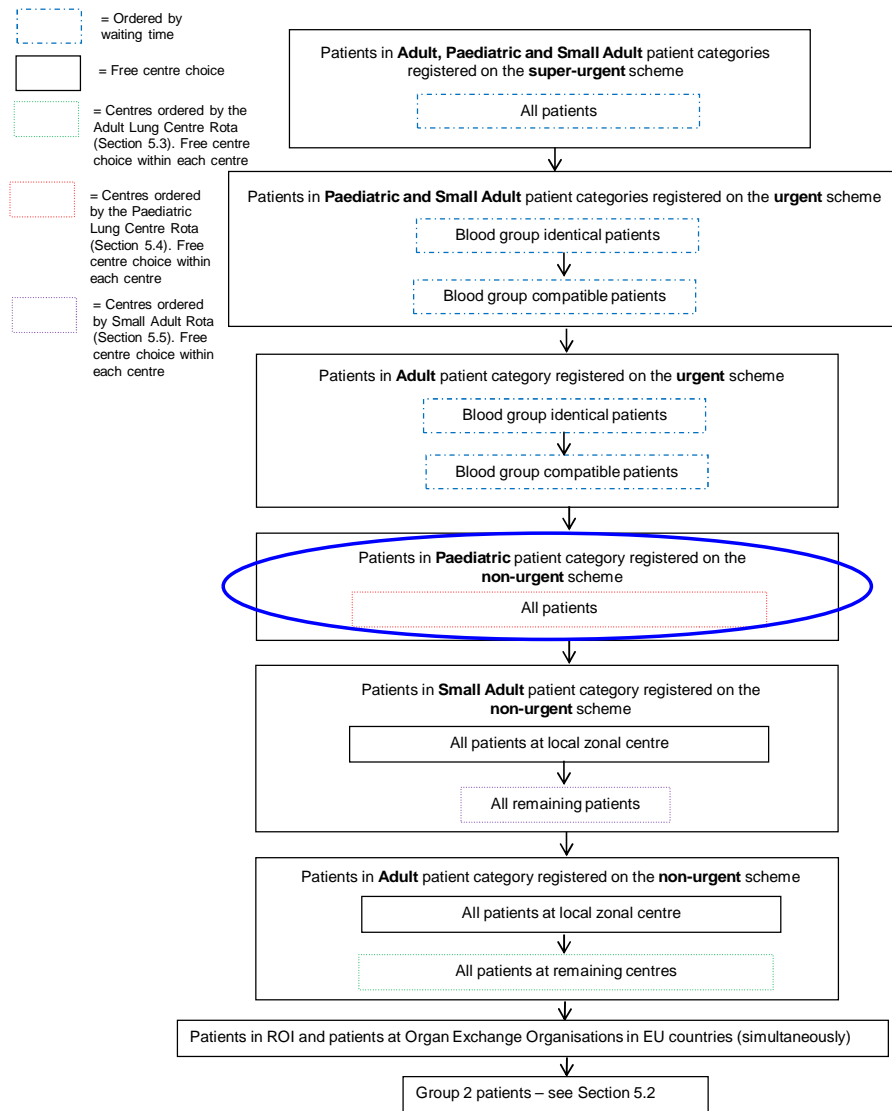 = Ordered by
waiting time
= Free centre choice
= Centres ordered by the
Adult Lung Centre Rota
(Section 5.3). Free centre
choice within each centre
= Centres ordered
by the Paediatric
Lung Centre Rota
(Section 5.4). Free
centre choice within
each centre
= Centres ordered
by Small Adult Rota
(Section 5.5). Free
centre choice within
each centre
Patients in Adult, Paediatric and Small Adult patient categories
registered on the super-urgent scheme
All patients
Patients in Paediatric and Small Adult patient categories registered on the urgent scheme
Blood group identical patients
Blood group compatible patients
Patients in Adult patient category registered on the urgent scheme
Blood group identical patients
Blood group compatible patients
Patients in Paediatric patient category registered on the
non-urgent scheme
All patients
Patients in Small Adult patient category registered on the
non-urgent scheme
All patients at local zonal centre
All remaining patients
Patients in Adult patient category registered on the non-urgent scheme
All patients at local zonal centre
All patients at remaining centres
Patients in ROI and patients at Organ Exchange Organisations in EU countries (simultaneously)
Group 2 patients – see Section 5.2